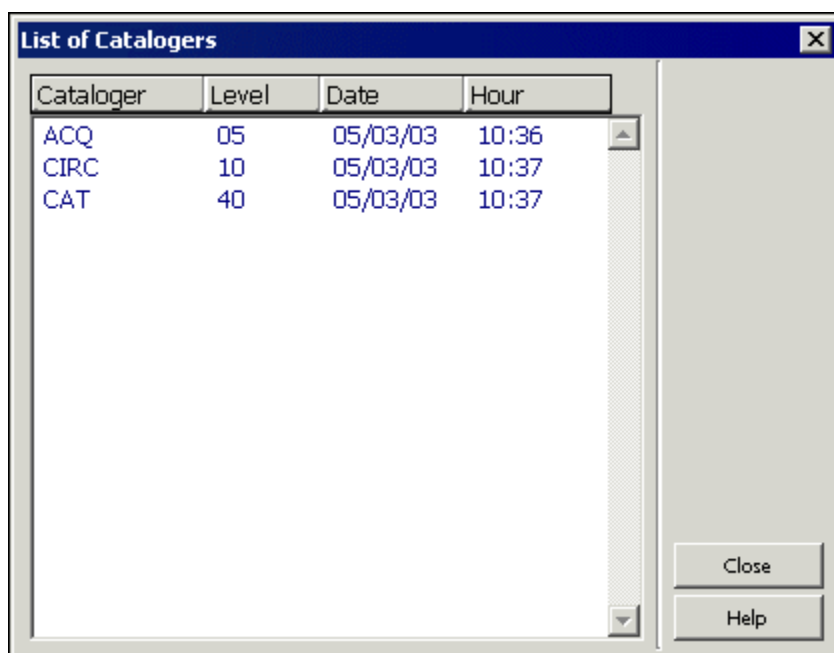 List of Catalogers
Cataloger Level Date Hour
ACQ 05 05/03/03 10:36
CIRC 10 05/03/03 10:37
CAT 40 05/03/03 10:37
Close
Help